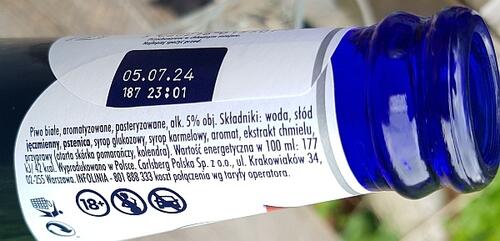 05.07.24
187 23:01
Piwo białe, aromatyzowane, pasteryzowane, alk. 5% obj. Składniki: woda, słód
jęczmienny, pszenica, syrop glukozowy, syrop karmelowy, aromat, ekstrakt chmielu,
przyprawy (otarta skórka pomarańczy, kolendra). Wartość energetyczna w 100 ml: 177
kJ/ 42 kcal. Wyprodukowano w Polsce. Carlsberg Polska Sp. z o.o., ul. Krakowiaków 34,
02-255 Warszawa. INFOLINIA - 801 888 333 koszt połączenia wg taryfy operatora.
18+